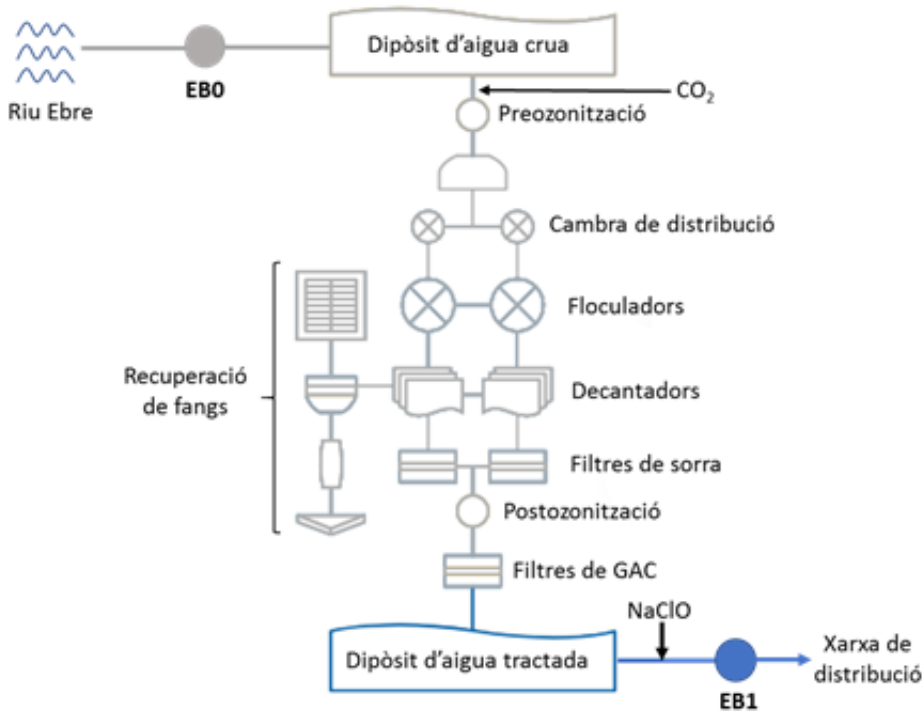 Dipòsit d'aigua crua
EB0
Riu Ebre
CO₂
Preozonització
Cambra de distribució
Floculadors
Recuperació
de fangs
Decantadors
Filtres de sorra
Postozonització
Filtres de GAC
NaClO
Dipòsit d'aigua tractada
Xarxa de
distribució
EB1